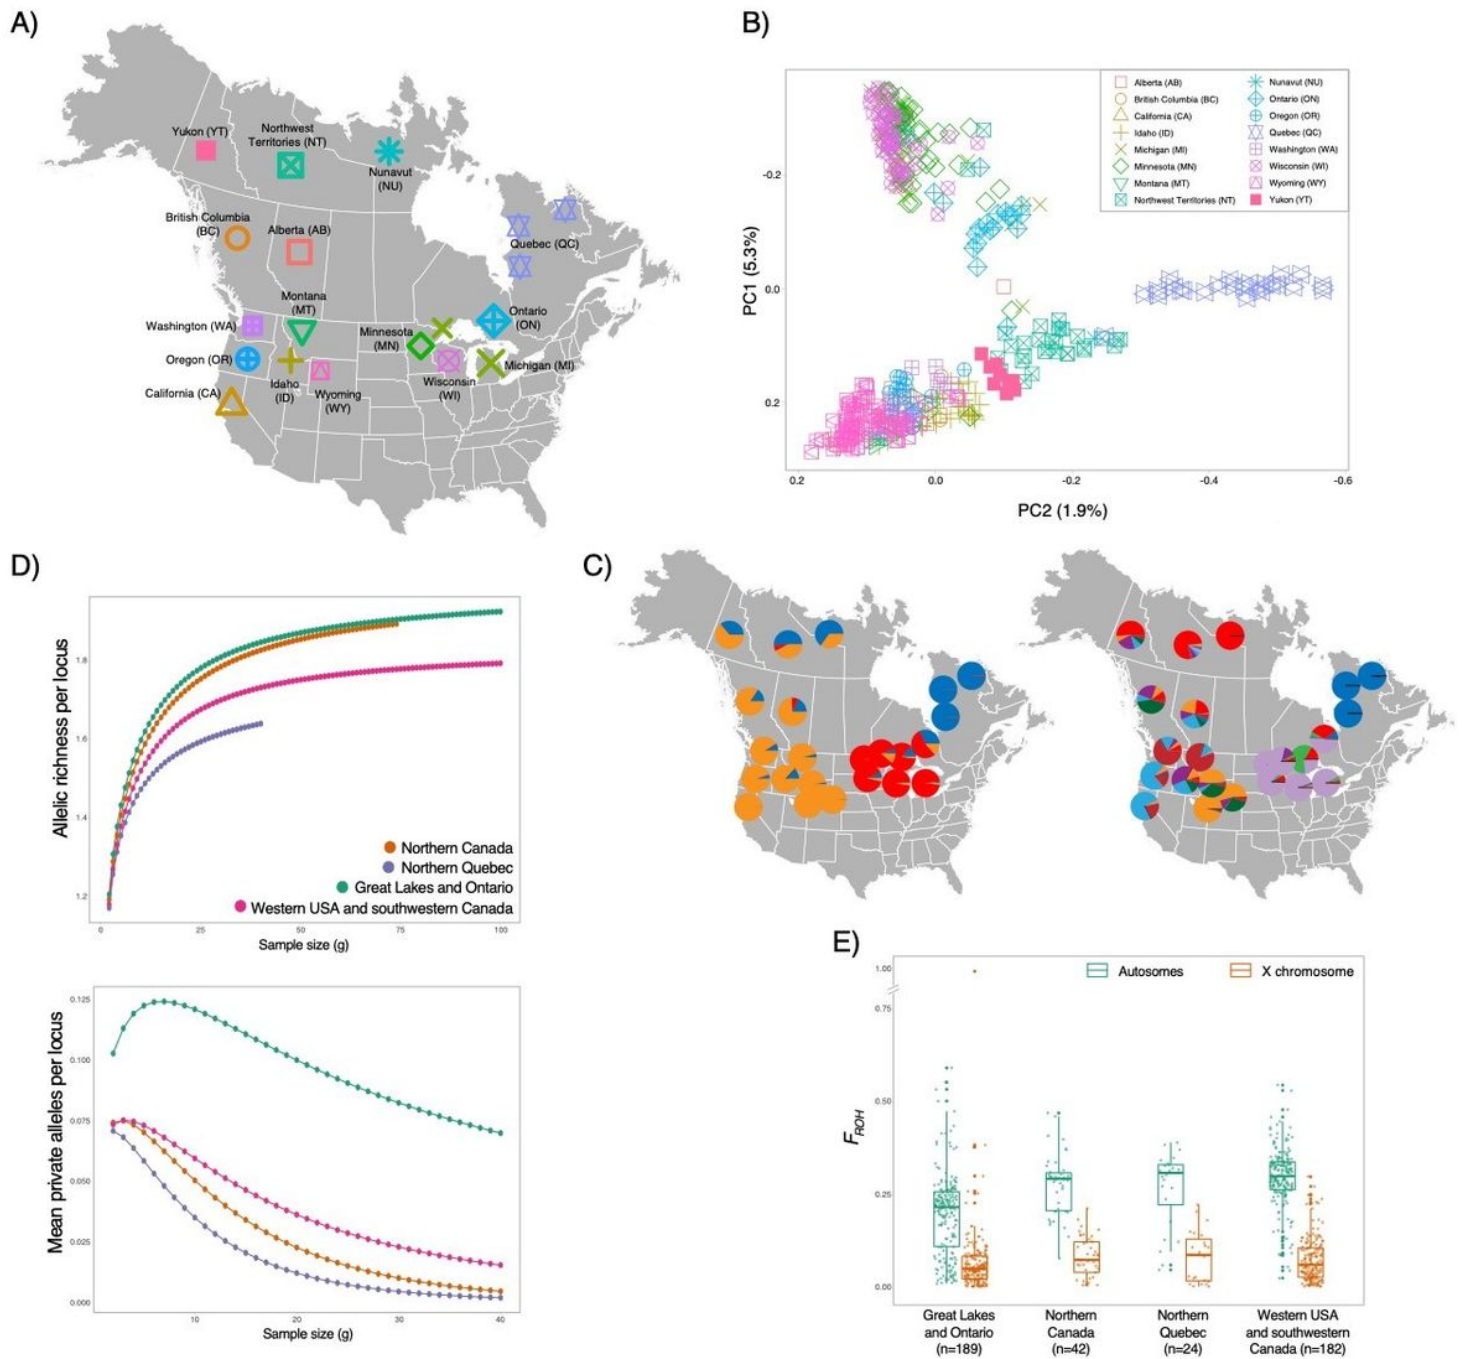 A)
Yukon (YT)
Northwest
Territories (NT)
Nunavut
(NU)
British Columbia
(BC)
Alberta (AB)
Quebec (QC)
Montana
(MT)
Washington (WA)
Minnesota
(MN)
Ontario
(ON)
Oregon (OR)
Idaho
(ID)
Wyoming
(WY)
Wisconsin
(WI)
Michigan (MI)
California (CA)
B)
Alberta (AB)
British Columbia (BC)
California (CA)
Idaho (ID)
Michigan (MI)
Minnesota (MN)
Montana (MT)
Northwest Territories (NT)
Nunavut (NU)
Ontario (ON)
Oregon (OR)
Quebec (QC)
Washington (WA)
Wisconsin (WI)
Wyoming (WY)
Yukon (YT)
PC1 (5.3%)
-0.2
0.0
0.2
0.2
0.0
-0.2
-0.4
-0.6
PC2 (1.9%)
C)
D)
Allelic richness per locus
1.8
1.6
1.4
1.2
Northern Canada
Northern Quebec
Great Lakes and Ontario
Western USA and southwestern Canada
0
25
50
75
100
Sample size (g)
Mean private alleles per locus
0.125
0.100
0.075
0.050
0.025
0.000
10
20
30
40
Sample size (g)
E)
Autosomes
X chromosome
FROH
1.00
0.75
0.50
0.25
0.00
Great Lakes
and Ontario
(n=189)
Northern
Canada
(n=42)
Northern
Quebec
(n=24)
Western USA
and southwestern
Canada (n=182)